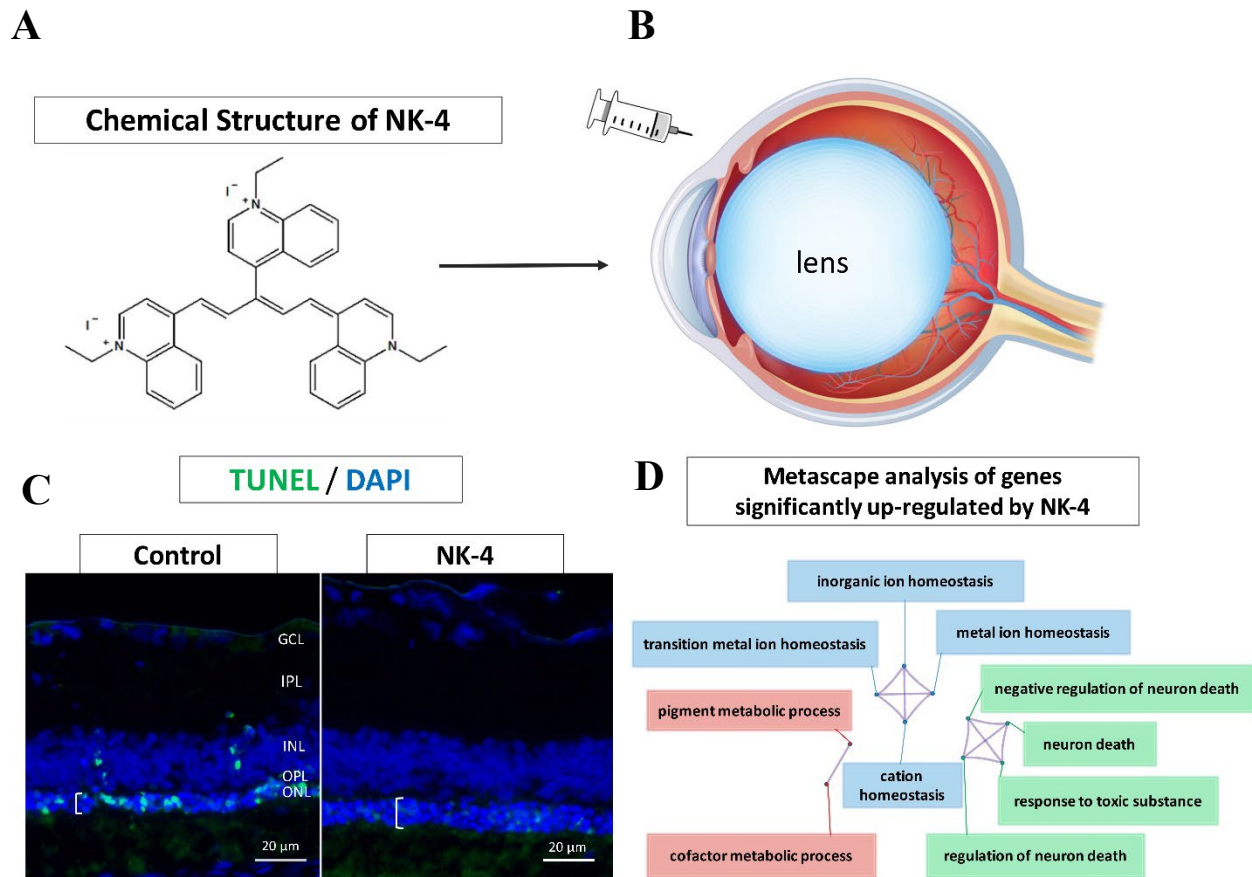 A
B
Chemical Structure of NK-4
I⁻
+
N
I⁻
+
N
N
lens
C
TUNEL / DAPI
Control
NK-4
GCL
IPL
INL
OPL
ONL
20 µm
20 µm
D
Metascape analysis of genes
significantly up-regulated by NK-4
inorganic ion homeostasis
transition metal ion homeostasis
metal ion homeostasis
negative regulation of neuron death
pigment metabolic process
neuron death
cation
homeostasis
response to toxic substance
cofactor metabolic process
regulation of neuron death